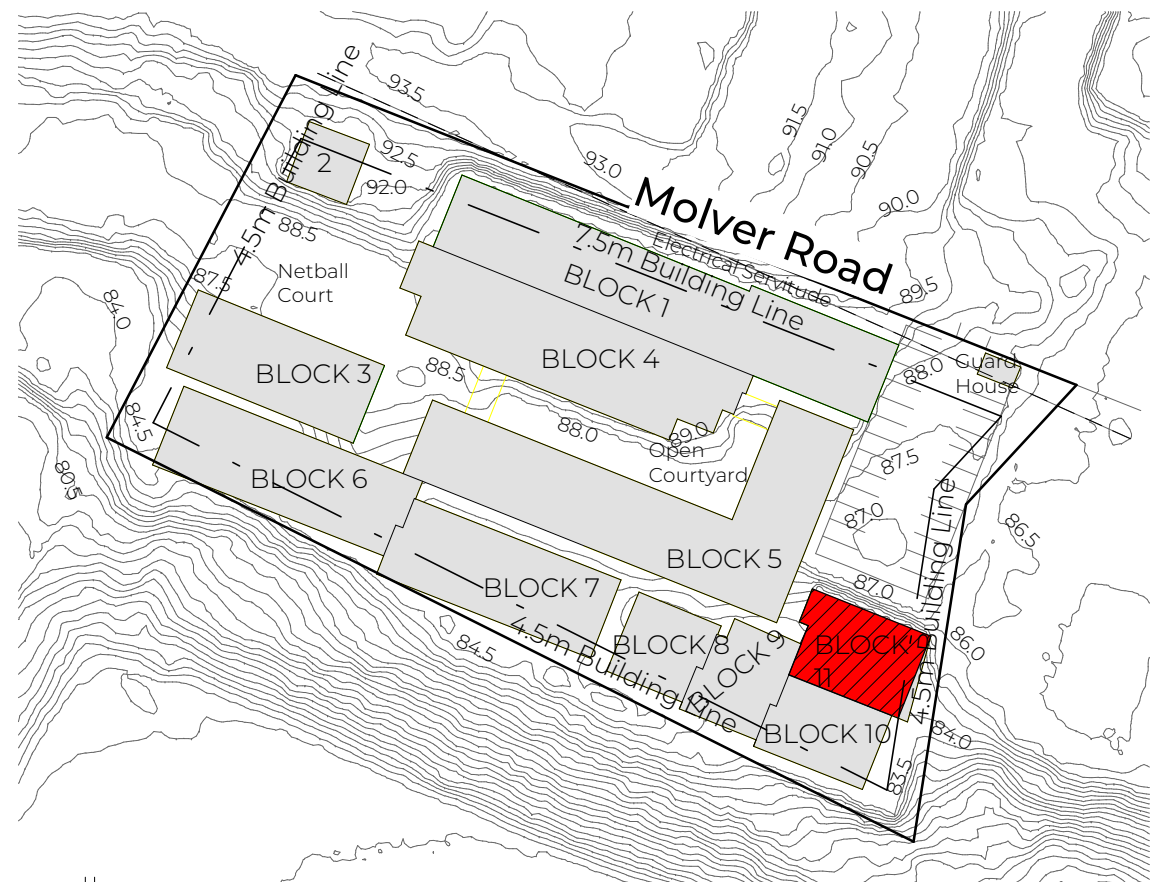 93.5
4.5m Building Line
2
92.5
92.0
93.0
91.5
91.0
90.5
90.0
Molver Road
Electrical Servitude
7.5m Building Line
88.5
87.5
Netball
Court
84.0
BLOCK 1
89.5
BLOCK 4
BLOCK 3
88.5
88.0
Guard
House
88.0
89.0
Open
Courtyard
84.5
80.5
BLOCK 6
87.5
87.0
86.5
BLOCK 5
BLOCK 7
87.0
4.5m Building Line
84.5
BLOCK 8
BLOCK 9
BLOCK
11
86.0
4.5m Building Line
BLOCK 10
84.0
83.5